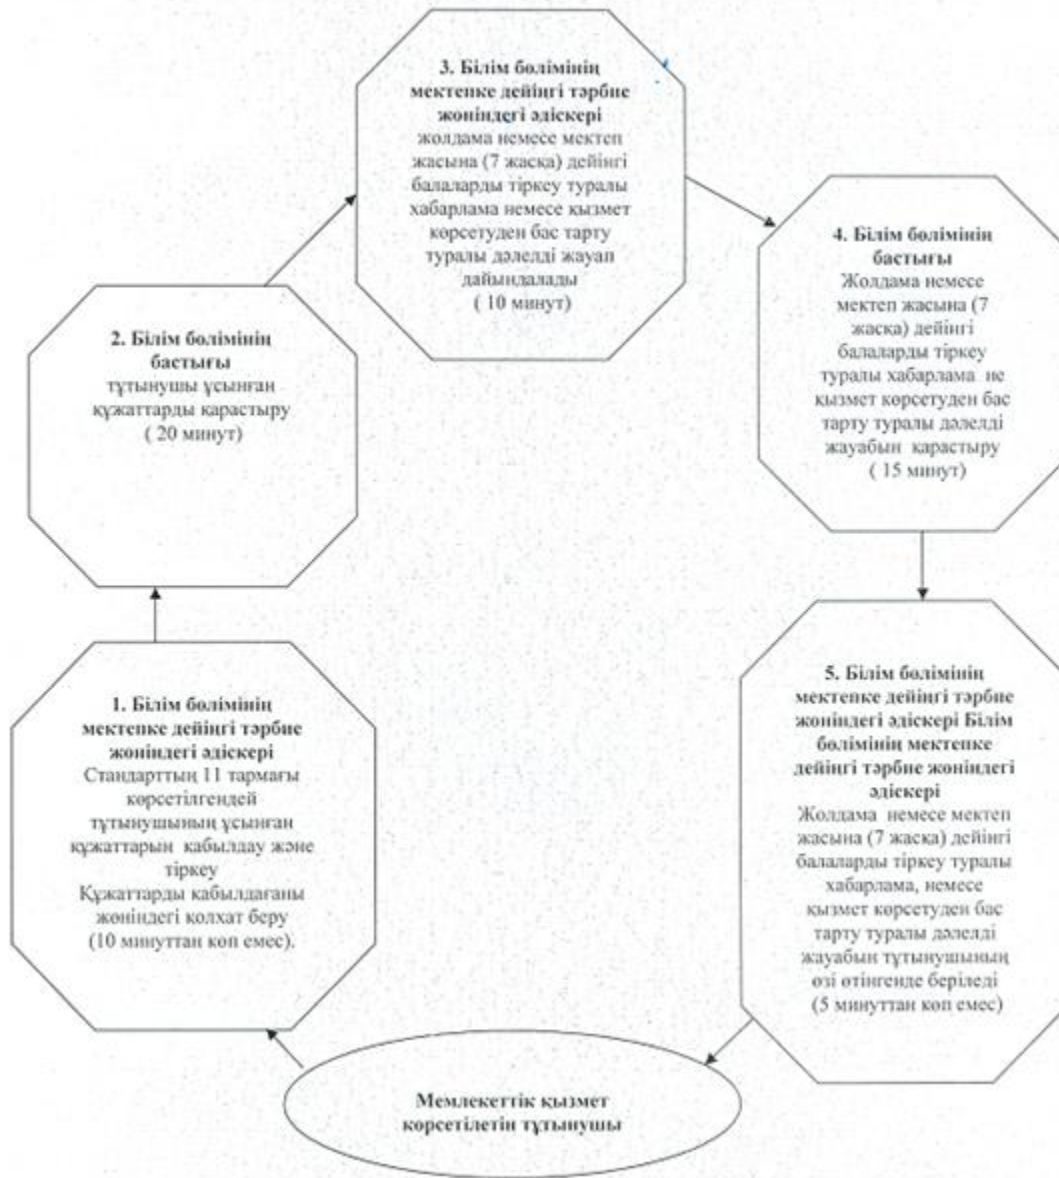 3. Білім бөлімінің
мектепке дейінгі тәрбие
жөніндегі әдіскері
жолдама немесе мектеп
жасына (7 жасқа) дейінгі
балаларды тіркеу туралы
хабарлама немесе қызмет
көрсетуден бас тарту
туралы дәлелді жауап
дайындалады
( 10 минут)
4. Білім бөлімінің
бастығы
Жолдама немесе
мектеп жасына (7
жасқа) дейінгі
балаларды тіркеу
туралы хабарлама не
қызмет көрсетуден бас
тарту туралы дәлелді
жауабын қарастыру
( 15 минут)
2. Білім бөлімінің
бастығы
тұтынушы ұсынған
құжаттарды қарастыру
( 20 минут)
1. Білім бөлімінің
мектепке дейінгі тәрбие
жөніндегі әдіскері
Стандарттың 11 тармағы
көрсетілгендей
тұтынушының ұсынған
құжаттарын қабылдау және
тіркеу
Құжаттарды қабылдағаны
жөніндегі қолхат беру
(10 минуттан көп емес).
5. Білім бөлімінің
мектепке дейінгі тәрбие
жөніндегі әдіскері Білім
бөлімінің мектепке
дейінгі тәрбие жөніндегі
әдіскері
Жолдама немесе мектеп
жасына (7 жасқа) дейінгі
балаларды тіркеу туралы
хабарлама, немесе
қызмет көрсетуден бас
тарту туралы дәлелді
жауабын тұтынушының
өзі өтінгенде беріледі
(5 минуттан көп емес)
Мемлекеттік қызмет
көрсетілетін тұтынушы